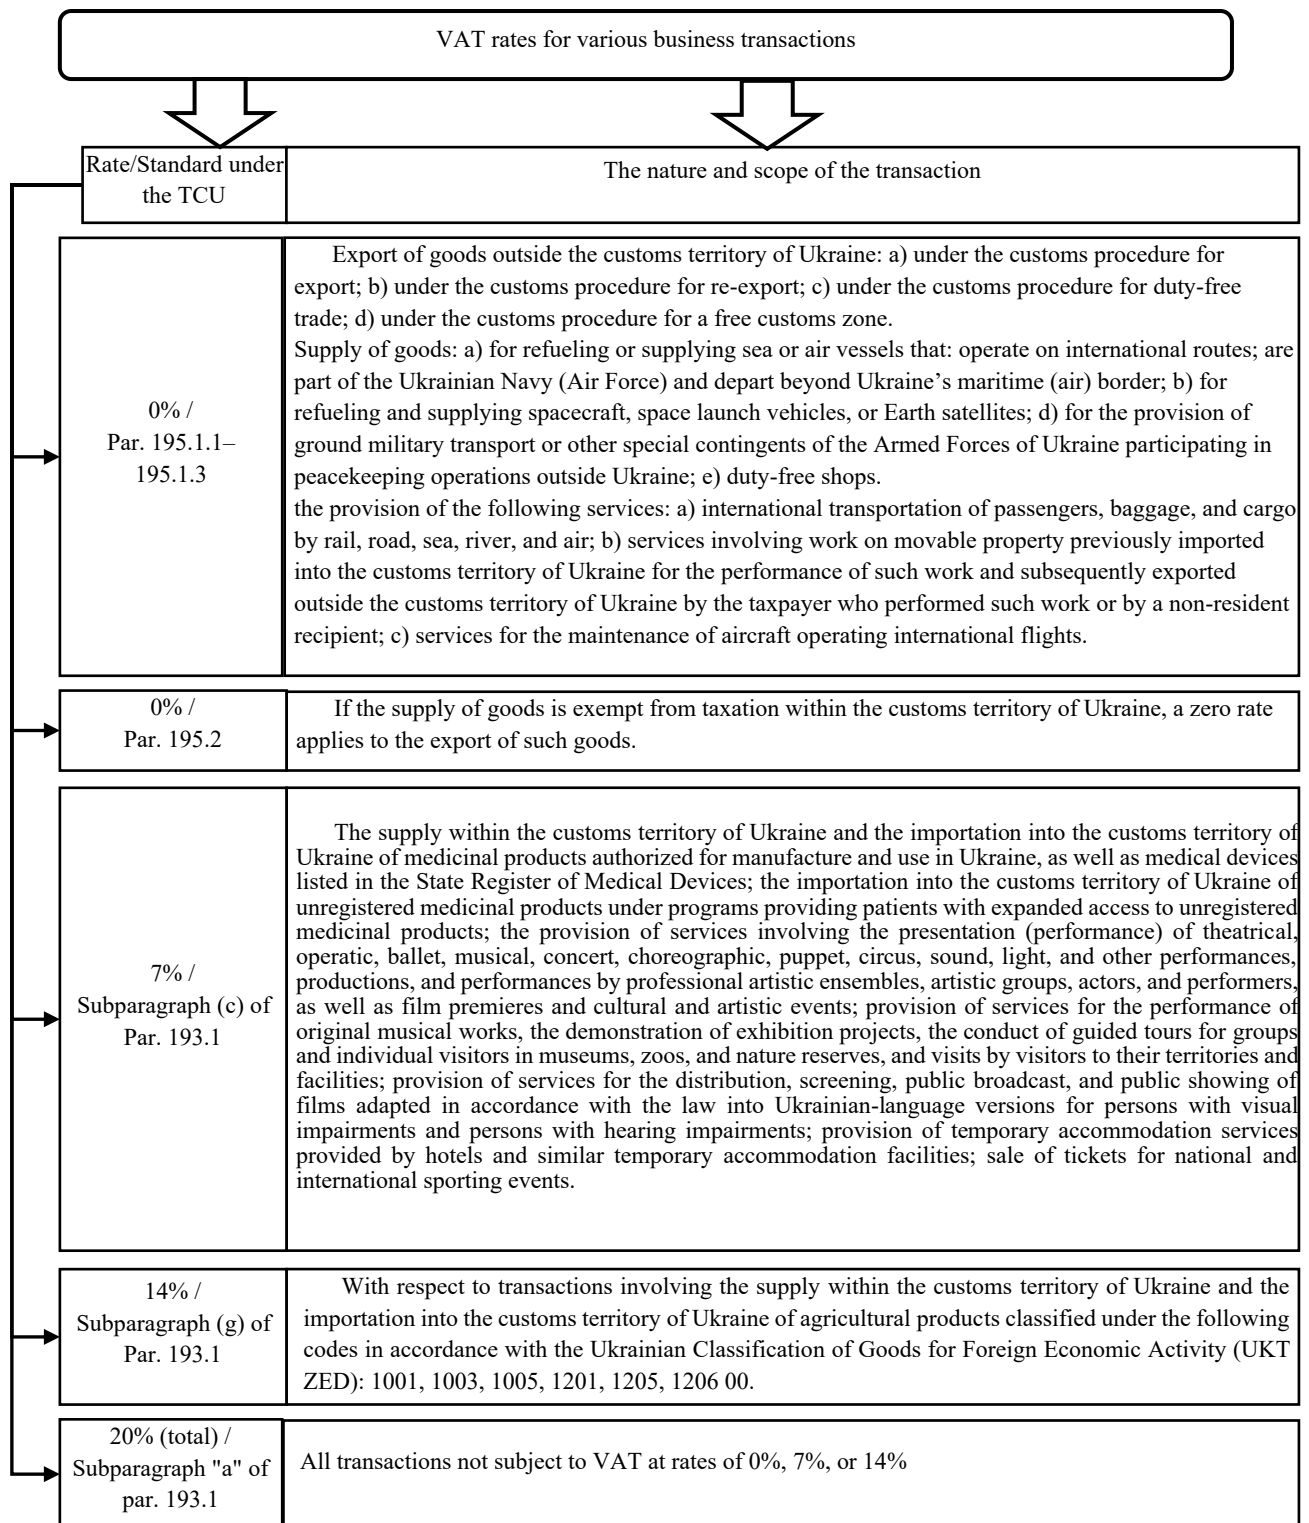 VAT rates for various business transactions
Rate/Standard under
the TCU
The nature and scope of the transaction
0% /
Par. 195.1.1–
195.1.3
Export of goods outside the customs territory of Ukraine: a) under the customs procedure for
export; b) under the customs procedure for re-export; c) under the customs procedure for duty-free
trade; d) under the customs procedure for a free customs zone.
Supply of goods: a) for refueling or supplying sea or air vessels that: operate on international routes; are
part of the Ukrainian Navy (Air Force) and depart beyond Ukraine’s maritime (air) border; b) for
refueling and supplying spacecraft, space launch vehicles, or Earth satellites; d) for the provision of
ground military transport or other special contingents of the Armed Forces of Ukraine participating in
peacekeeping operations outside Ukraine; e) duty-free shops.
the provision of the following services: a) international transportation of passengers, baggage, and cargo
by rail, road, sea, river, and air; b) services involving work on movable property previously imported
into the customs territory of Ukraine for the performance of such work and subsequently exported
outside the customs territory of Ukraine by the taxpayer who performed such work or by a non-resident
recipient; c) services for the maintenance of aircraft operating international flights.
0% /
Par. 195.2
If the supply of goods is exempt from taxation within the customs territory of Ukraine, a zero rate
applies to the export of such goods.
7% /
Subparagraph (c) of
Par. 193.1
The supply within the customs territory of Ukraine and the importation into the customs territory of
Ukraine of medicinal products authorized for manufacture and use in Ukraine, as well as medical devices
listed in the State Register of Medical Devices; the importation into the customs territory of Ukraine of
unregistered medicinal products under programs providing patients with expanded access to unregistered
medicinal products; the provision of services involving the presentation (performance) of theatrical,
operatic, ballet, musical, concert, choreographic, puppet, circus, sound, light, and other performances,
productions, and performances by professional artistic ensembles, artistic groups, actors, and performers,
as well as film premieres and cultural and artistic events; provision of services for the performance of
original musical works, the demonstration of exhibition projects, the conduct of guided tours for groups
and individual visitors in museums, zoos, and nature reserves, and visits by visitors to their territories and
facilities; provision of services for the distribution, screening, public broadcast, and public showing of
films adapted in accordance with the law into Ukrainian-language versions for persons with visual
impairments and persons with hearing impairments; provision of temporary accommodation services
provided by hotels and similar temporary accommodation facilities; sale of tickets for national and
international sporting events.
14% /
Subparagraph (g) of
Par. 193.1
With respect to transactions involving the supply within the customs territory of Ukraine and the
importation into the customs territory of Ukraine of agricultural products classified under the following
codes in accordance with the Ukrainian Classification of Goods for Foreign Economic Activity (UKT
ZED): 1001, 1003, 1005, 1201, 1205, 1206 00.
20% (total) /
Subparagraph "a" of
par. 193.1
All transactions not subject to VAT at rates of 0%, 7%, or 14%